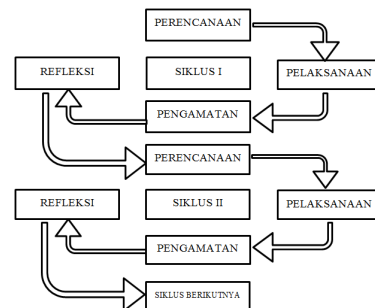 PERENCANAAN
REFLEKSI
SIKLUS I
PELAKSANAAN
PENGAMATAN
PERENCANAAN
REFLEKSI
SIKLUS II
PELAKSANAAN
PENGAMATAN
SIKLUS BERIKUTNYA